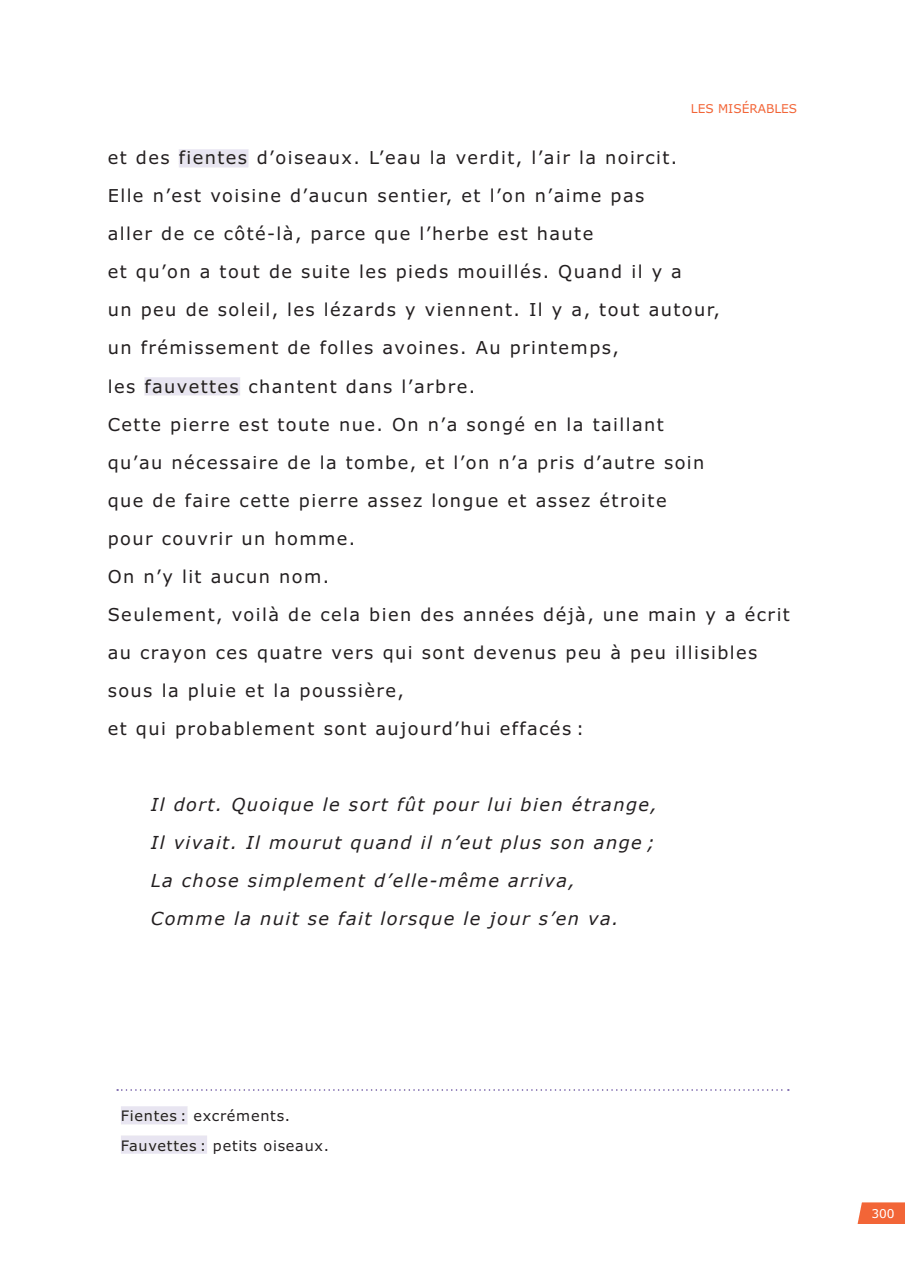 LES MISÉRABLES
et des fientes d’oiseaux. L’eau la verdit, l’air la noircit.
Elle n’est voisine d’aucun sentier, et l’on n’aime pas
aller de ce côté-là, parce que l’herbe est haute
et qu’on a tout de suite les pieds mouillés. Quand il y a
un peu de soleil, les lézards y viennent. Il y a, tout autour,
un frémissement de folles avoines. Au printemps,
les fauvettes chantent dans l’arbre.
Cette pierre est toute nue. On n’a songé en la taillant
qu’au nécessaire de la tombe, et l’on n’a pris d’autre soin
que de faire cette pierre assez longue et assez étroite
pour couvrir un homme.
On n’y lit aucun nom.
Seulement, voilà de cela bien des années déjà, une main y a écrit
au crayon ces quatre vers qui sont devenus peu à peu illisibles
sous la pluie et la poussière,
et qui probablement sont aujourd’hui effacés :
Il dort. Quoique le sort fût pour lui bien étrange,
Il vivait. Il mourut quand il n’eut plus son ange ;
La chose simplement d’elle-même arriva,
Comme la nuit se fait lorsque le jour s’en va.
Fientes : excréments.
Fauvettes : petits oiseaux.
300